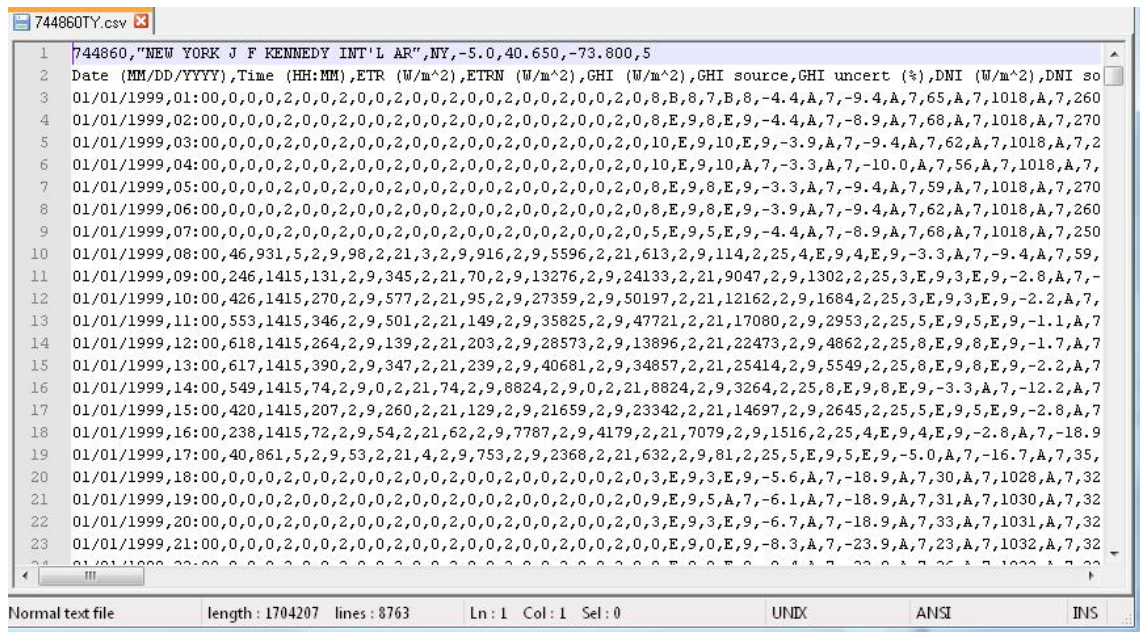 744860TY.csv
1 744860,"NEW YORK J F KENNEDY INT'L AR",NY,-5.0,40.650,-73.800,5
2 Date (MM/DD/YYYY),Time (HH:MM),ETR (W/m^2),ETRN (W/m^2),GHI (W/m^2),GHI source,GHI uncert (%),DNI (W/m^2),DNI so
3 01/01/1999,01:00,0,0,0,2,0,0,2,0,0,2,0,0,2,0,0,2,0,0,2,0,0,2,0,8,B,8,7,B,8,-4.4,A,7,-9.4,A,7,65,A,7,1018,A,7,260
4 01/01/1999,02:00,0,0,0,2,0,0,2,0,0,2,0,0,2,0,0,2,0,0,2,0,0,2,0,8,E,9,8,E,9,-4.4,A,7,-8.9,A,7,68,A,7,1018,A,7,270
5 01/01/1999,03:00,0,0,0,2,0,0,2,0,0,2,0,0,2,0,0,2,0,0,2,0,0,2,0,10,E,9,10,E,9,-3.9,A,7,-9.4,A,7,62,A,7,1018,A,7,2
6 01/01/1999,04:00,0,0,0,2,0,0,2,0,0,2,0,0,2,0,0,2,0,0,2,0,0,2,0,10,E,9,10,A,7,-3.3,A,7,-10.0,A,7,56,A,7,1018,A,7,
7 01/01/1999,05:00,0,0,0,2,0,0,2,0,0,2,0,0,2,0,0,2,0,0,2,0,0,2,0,8,E,9,8,E,9,-3.3,A,7,-9.4,A,7,59,A,7,1018,A,7,270
8 01/01/1999,06:00,0,0,0,2,0,0,2,0,0,2,0,0,2,0,0,2,0,0,2,0,0,2,0,8,E,9,8,E,9,-3.9,A,7,-9.4,A,7,62,A,7,1018,A,7,260
9 01/01/1999,07:00,0,0,0,2,0,0,2,0,0,2,0,0,2,0,0,2,0,0,2,0,0,2,0,5,E,9,5,E,9,-4.4,A,7,-8.9,A,7,68,A,7,1018,A,7,250
10 01/01/1999,08:00,46,931,5,2,9,98,2,21,3,2,9,916,2,9,5596,2,21,613,2,9,114,2,25,4,E,9,4,E,9,-3.3,A,7,-9.4,A,7,59,
11 01/01/1999,09:00,246,1415,131,2,9,345,2,21,70,2,9,13276,2,9,24133,2,21,9047,2,9,1302,2,25,3,E,9,3,E,9,-2.8,A,7,-
12 01/01/1999,10:00,426,1415,270,2,9,577,2,21,95,2,9,27359,2,9,50197,2,21,12162,2,9,1684,2,25,3,E,9,3,E,9,-2.2,A,7,
13 01/01/1999,11:00,553,1415,346,2,9,501,2,21,149,2,9,35825,2,9,47721,2,21,17080,2,9,2953,2,25,5,E,9,5,E,9,-1.1,A,7
14 01/01/1999,12:00,618,1415,264,2,9,139,2,21,203,2,9,28573,2,9,13896,2,21,22473,2,9,4862,2,25,8,E,9,8,E,9,-1.7,A,7
15 01/01/1999,13:00,617,1415,390,2,9,347,2,21,239,2,9,40681,2,9,34857,2,21,25414,2,9,5549,2,25,8,E,9,8,E,9,-2.2,A,7
16 01/01/1999,14:00,549,1415,74,2,9,0,2,21,74,2,9,8824,2,9,0,2,21,8824,2,9,3264,2,25,8,E,9,8,E,9,-3.3,A,7,-12.2,A,7
17 01/01/1999,15:00,420,1415,207,2,9,260,2,21,129,2,9,21659,2,9,23342,2,21,14697,2,9,2645,2,25,5,E,9,5,E,9,-2.8,A,7
18 01/01/1999,16:00,238,1415,72,2,9,54,2,21,62,2,9,7787,2,9,4179,2,21,7079,2,9,1516,2,25,4,E,9,4,E,9,-2.8,A,7,-18.9
19 01/01/1999,17:00,40,861,5,2,9,53,2,21,4,2,9,753,2,9,2368,2,21,632,2,9,81,2,25,5,E,9,5,E,9,-5.0,A,7,-16.7,A,7,35,
20 01/01/1999,18:00,0,0,0,2,0,0,2,0,0,2,0,0,2,0,0,2,0,0,2,0,0,2,0,3,E,9,3,E,9,-5.6,A,7,-18.9,A,7,30,A,7,1028,A,7,32
21 01/01/1999,19:00,0,0,0,2,0,0,2,0,0,2,0,0,2,0,0,2,0,0,2,0,0,2,0,9,E,9,5,A,7,-6.1,A,7,-18.9,A,7,31,A,7,1030,A,7,32
22 01/01/1999,20:00,0,0,0,2,0,0,2,0,0,2,0,0,2,0,0,2,0,0,2,0,0,2,0,3,E,9,3,E,9,-6.7,A,7,-18.9,A,7,33,A,7,1031,A,7,32
23 01/01/1999,21:00,0,0,0,2,0,0,2,0,0,2,0,0,2,0,0,2,0,0,2,0,0,2,0,0,E,9,0,E,9,-8.3,A,7,-23.9,A,7,23,A,7,1032,A,7,32
Normal text file length : 1704207 lines : 8763 Ln : 1 Col : 1 Sel : 0 UNIX ANSI INS